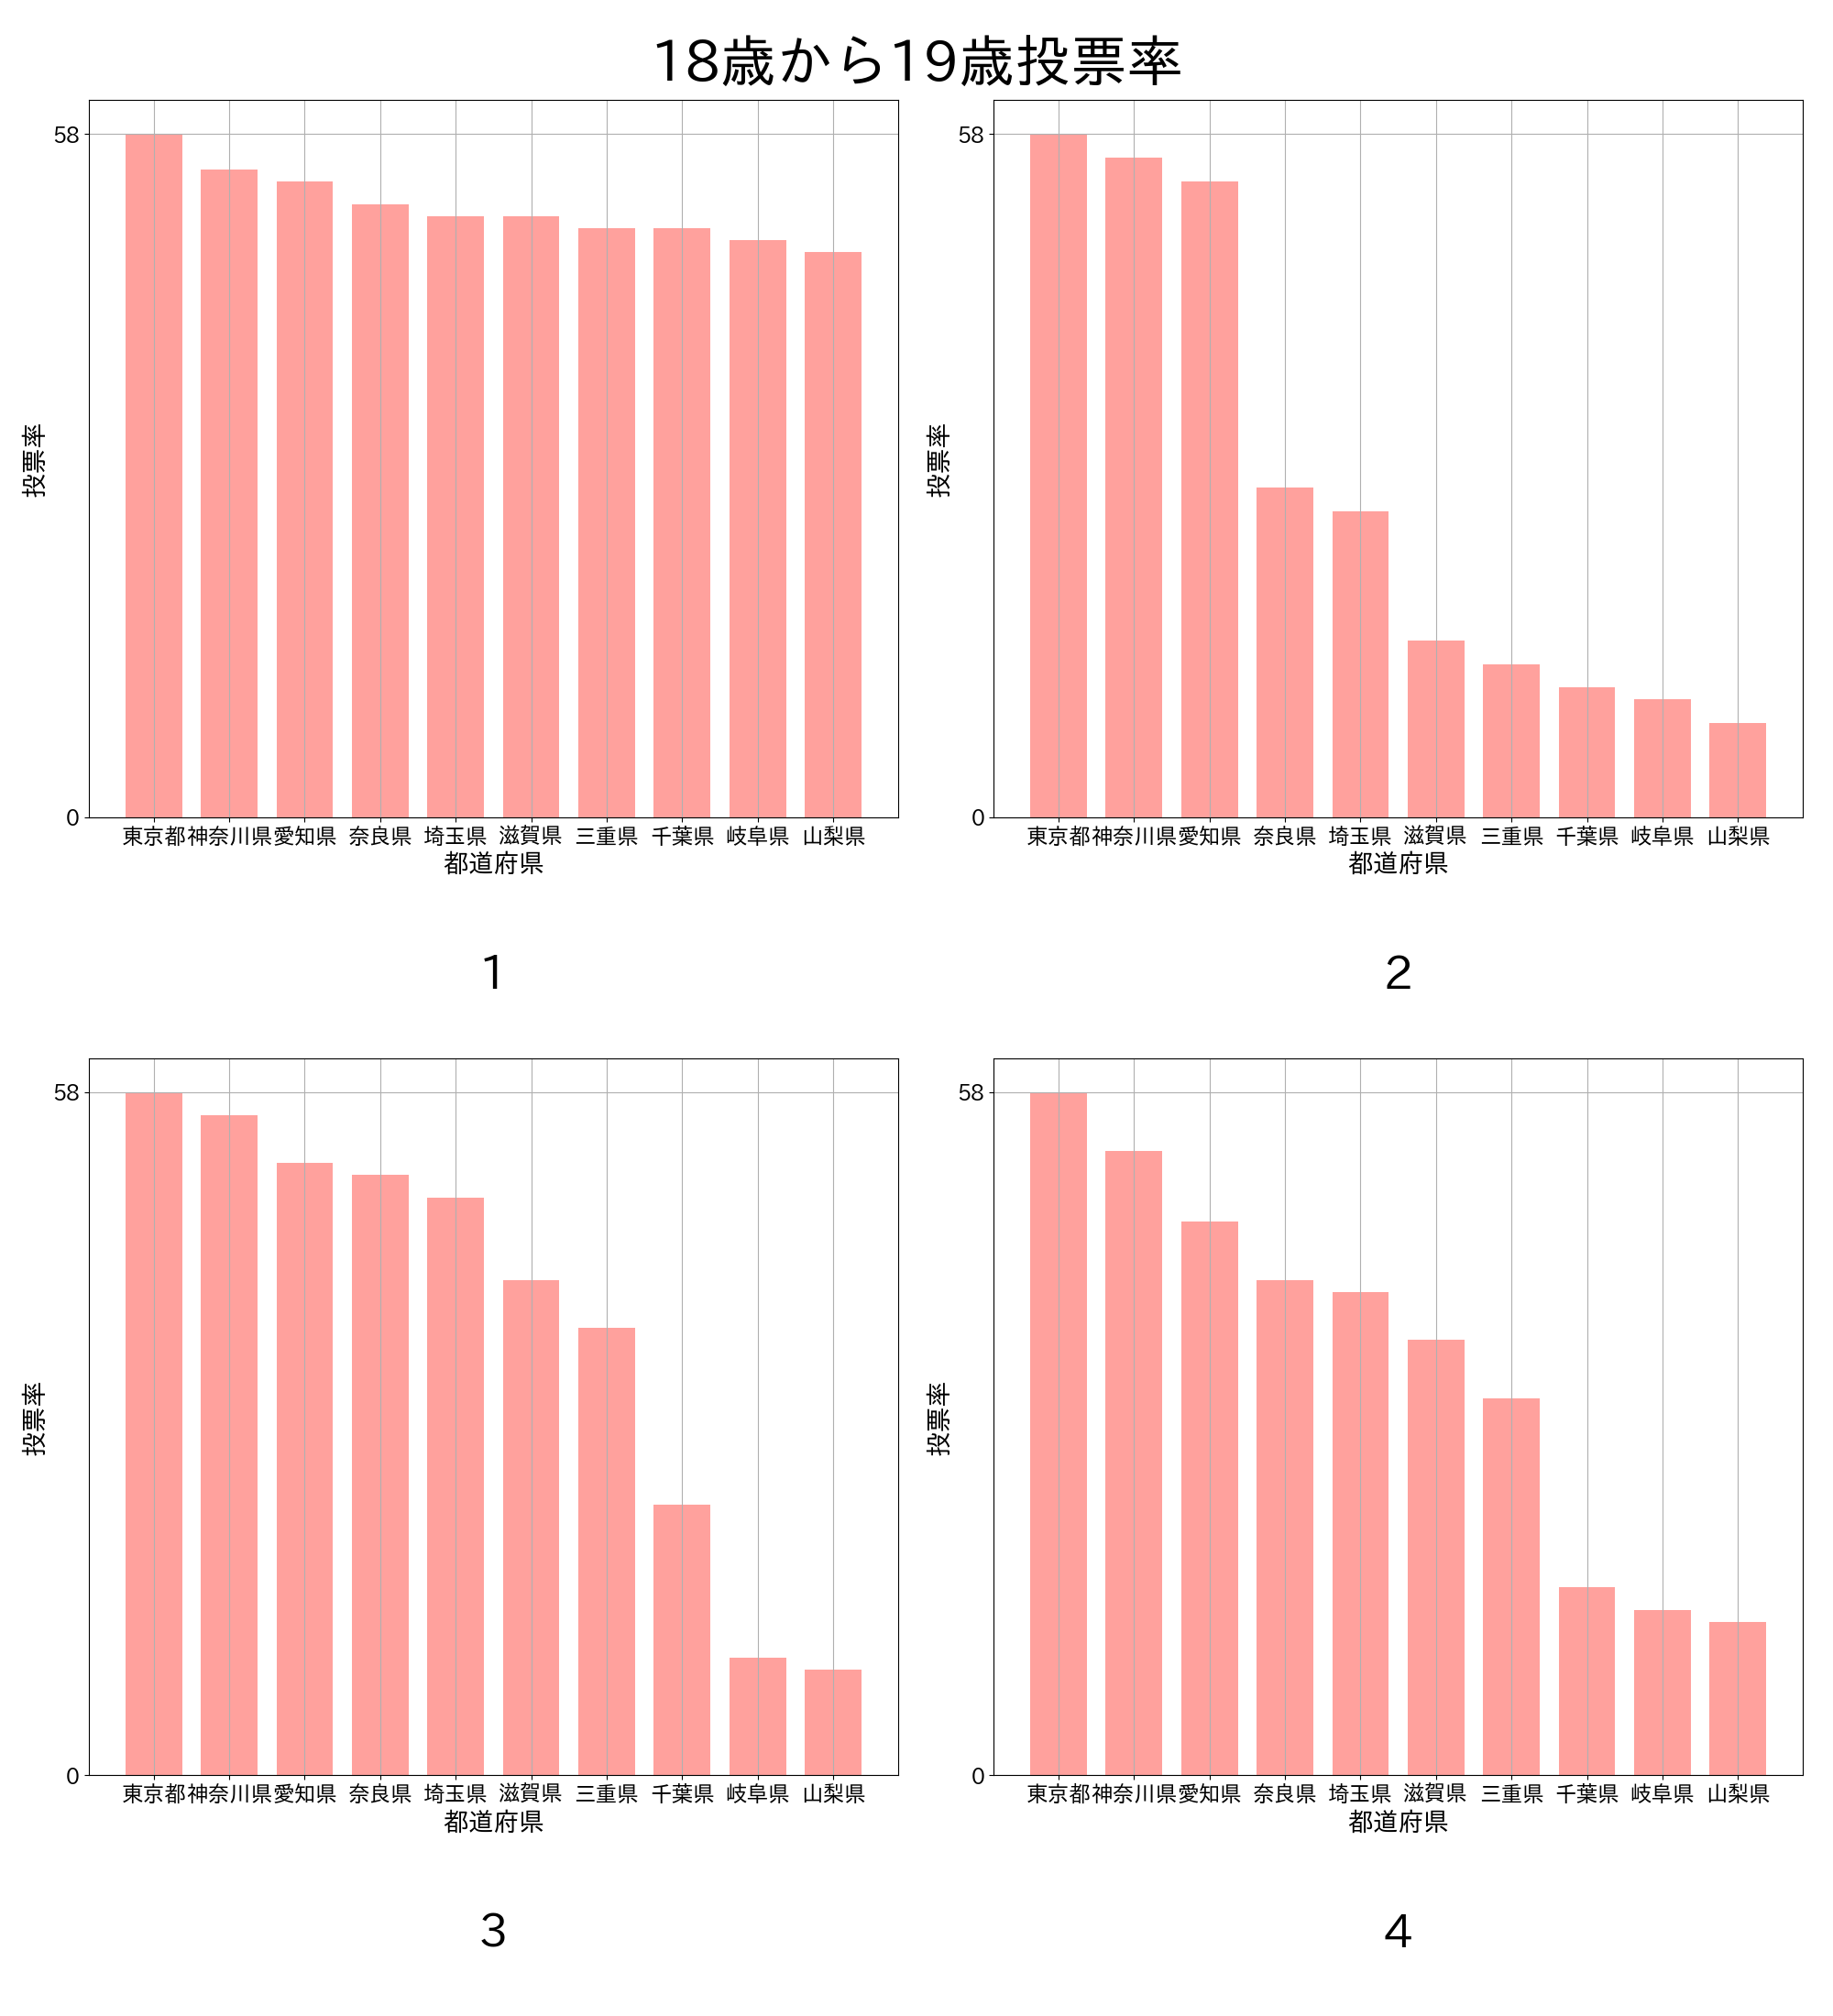 18歳から19歳投票率
58
0
投票率
東京都 神奈川県 愛知県 奈良県 埼玉県 滋賀県 三重県 千葉県 岐阜県 山梨県
都道府県
1
58
0
投票率
東京都 神奈川県 愛知県 奈良県 埼玉県 滋賀県 三重県 千葉県 岐阜県 山梨県
都道府県
2
58
0
投票率
東京都 神奈川県 愛知県 奈良県 埼玉県 滋賀県 三重県 千葉県 岐阜県 山梨県
都道府県
3
58
0
投票率
東京都 神奈川県 愛知県 奈良県 埼玉県 滋賀県 三重県 千葉県 岐阜県 山梨県
都道府県
4